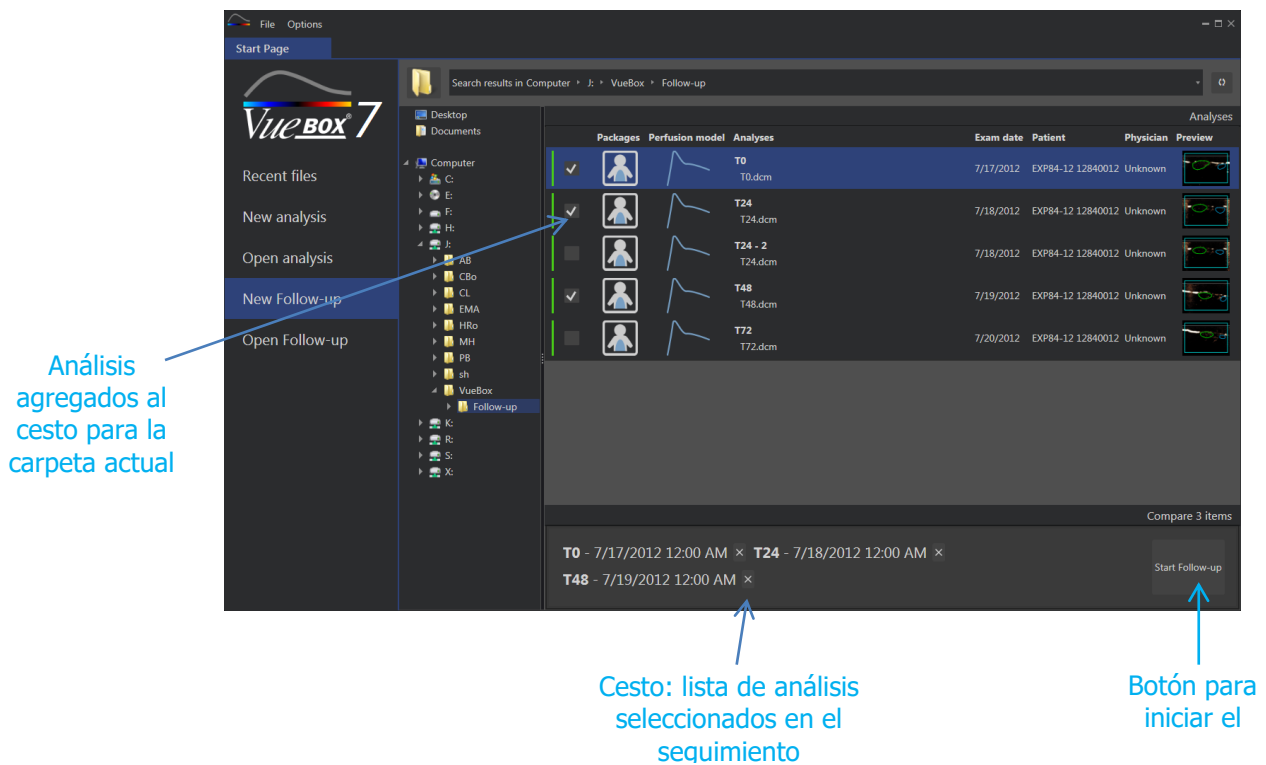 File Options
Start Page
VUEBOX® 7
Recent files
New analysis
Open analysis
New Follow-up
Open Follow-up
Search results in Computer J: VueBox Follow-up
Desktop
Documents
Computer
C:
E:
F:
H:
J:
AB
CBo
CL
EMA
HRo
MH
PB
sh
VueBox
Follow-up
K:
R:
S:
X:
Analyses
Packages Perfusion model Analyses Exam date Patient Physician Preview
T0
T0.dcm
7/17/2012 EXP84-12 12840012 Unknown
T24
T24.dcm
7/18/2012 EXP84-12 12840012 Unknown
T24 - 2
T24.dcm
7/18/2012 EXP84-12 12840012 Unknown
T48
T48.dcm
7/19/2012 EXP84-12 12840012 Unknown
T72
T72.dcm
7/20/2012 EXP84-12 12840012 Unknown
Compare 3 items
T0 - 7/17/2012 12:00 AM × T24 - 7/18/2012 12:00 AM ×
T48 - 7/19/2012 12:00 AM ×
Start Follow-up
Análisis
agregados al
cesto para la
carpeta actual
Cesto: lista de análisis
seleccionados en el
seguimiento
Botón para
iniciar el